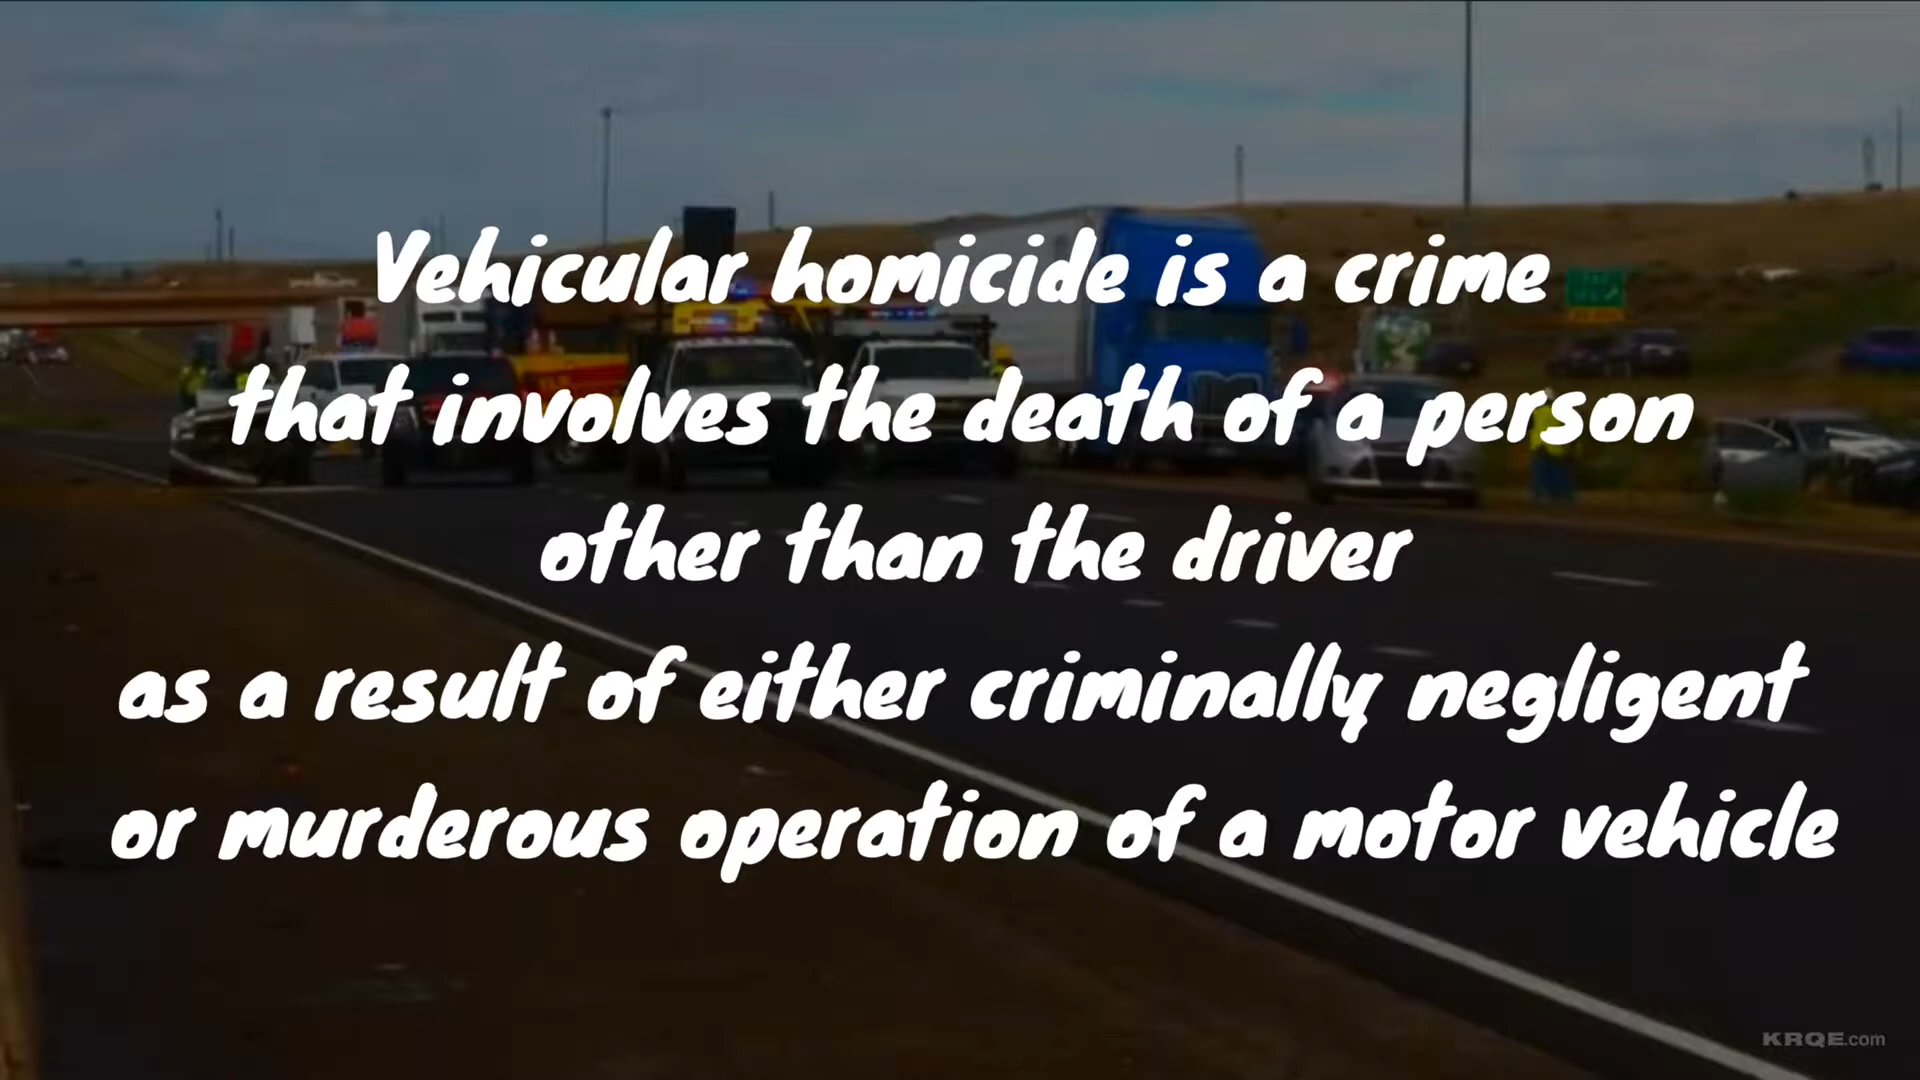 Vehicular homicide is a crime
that involves the death of a person
other than the driver
as a result of either criminally negligent
or murderous operation of a motor vehicle
KRQE.com